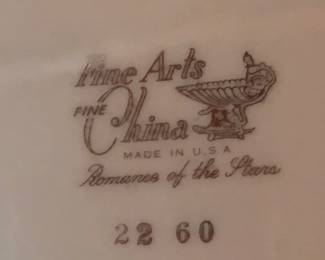 Fine Arts
FINE China
MADE IN U.S.A
Romance of the Stars
22 60